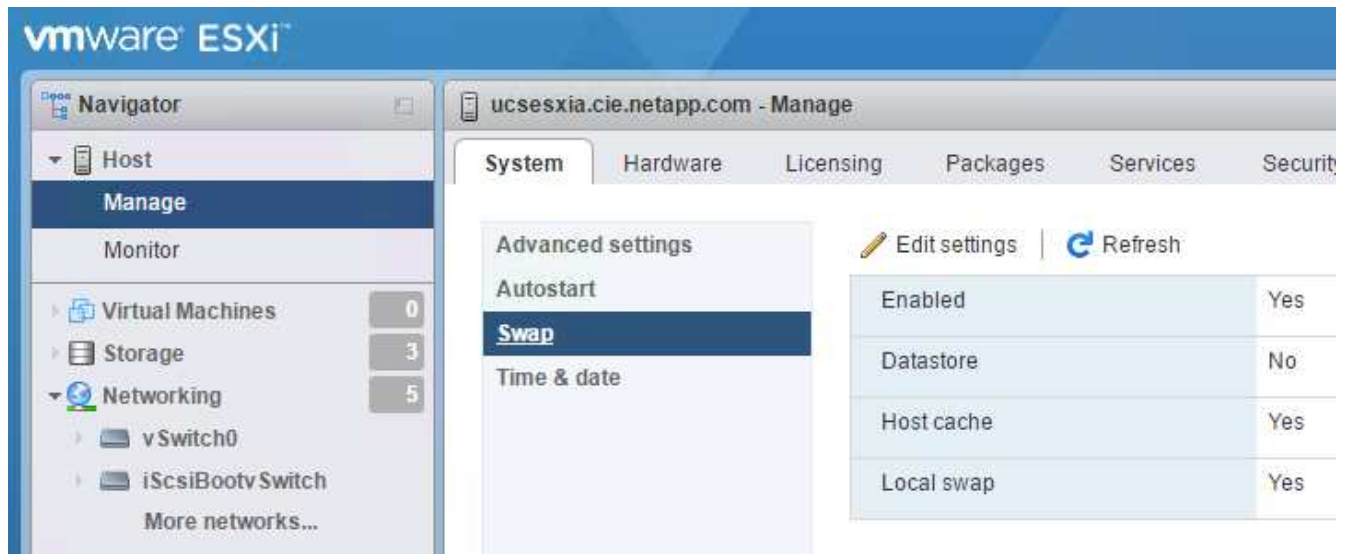 vmware ESXi™
Navigator
Host
Manage
Monitor
Virtual Machines 0
Storage 3
Networking 5
vSwitch0
iScsiBootvSwitch
More networks...
ucsesxia.cie.netapp.com - Manage
System Hardware Licensing Packages Services Security
Advanced settings
Autostart
Swap
Time & date
Edit settings | Refresh
Enabled Yes
Datastore No
Host cache Yes
Local swap Yes